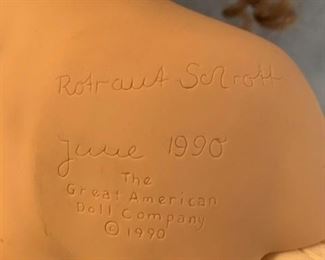 Rotraut Schrott
June 1990
The
Great American
Doll Company
© 1990